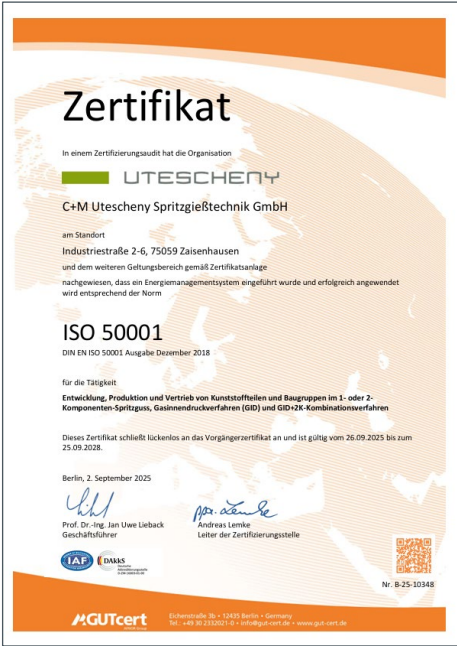 Zertifikat
In einem Zertifizierungsaudit hat die Organisation
UTESCHENY
C+M Utescheny Spritzgießtechnik GmbH
am Standort
Industriestraße 2-6, 75059 Zaisenhausen
und dem weiteren Geltungsbereich gemäß Zertifikatsanlage
nachgewiesen, dass ein Energiemanagementsystem eingeführt wurde und erfolgreich angewendet
wird entsprechend der Norm
ISO 50001
DIN EN ISO 50001 Ausgabe Dezember 2018
für die Tätigkeit
Entwicklung, Produktion und Vertrieb von Kunststoffteilen und Baugruppen im 1- oder 2-
Komponenten-Spritzguss, Gasinnendruckverfahren (GID) und GID+2K-Kombinationsverfahren
Dieses Zertifikat schließt lückenlos an das Vorgängerzertifikat an und ist gültig vom 26.09.2025 bis zum
25.09.2028.
Berlin, 2. September 2025
ppa. Lemke
Prof. Dr.-Ing. Jan Uwe Lieback
Geschäftsführer
Andreas Lemke
Leiter der Zertifizierungsstelle
IAF
DAkkS
Nr. B-25-10348
GUTcert
Eichenstraße 3b • 12435 Berlin • Germany
Tel.: +49 30 2332021-0 • info@gut-cert.de • www.gut-cert.de